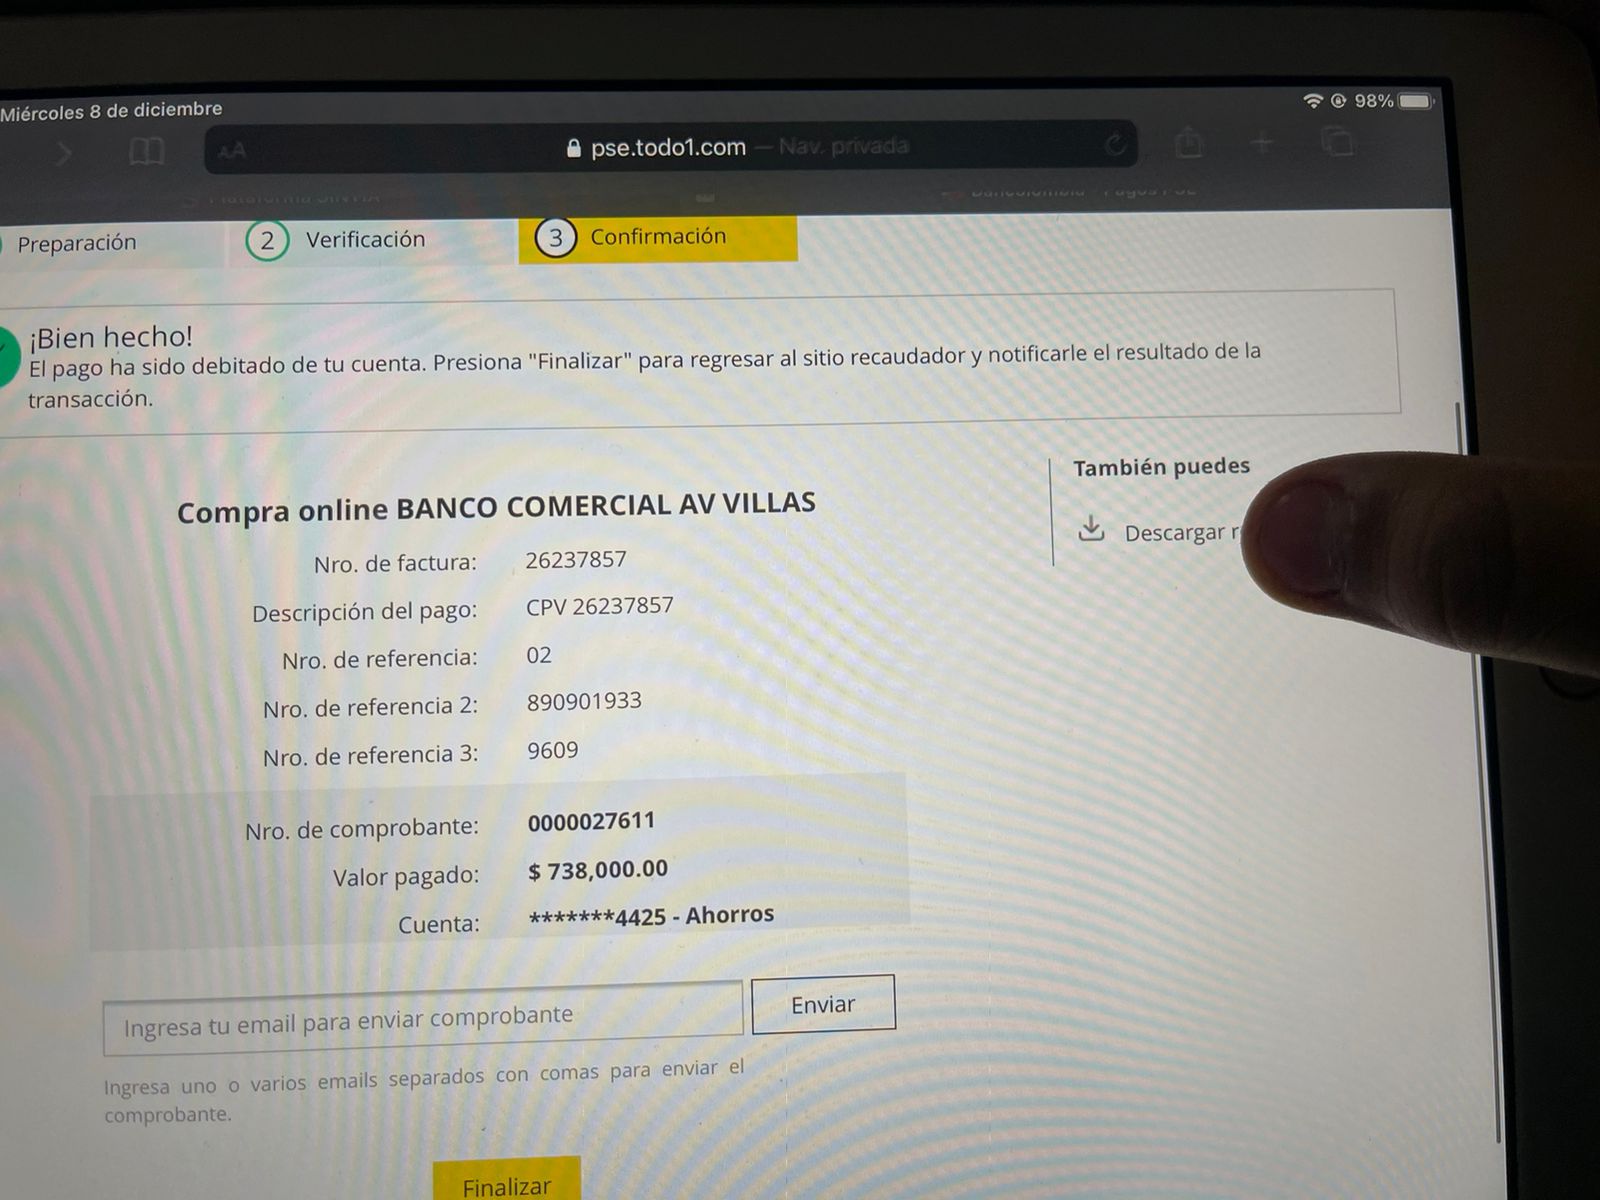 Miércoles 8 de diciembre
98%
AA
pse.todo1.com — Nav. privada
Preparación
2 Verificación
3 Confirmación
¡Bien hecho!
El pago ha sido debitado de tu cuenta. Presiona "Finalizar" para regresar al sitio recaudador y notificarle el resultado de la
transacción.
También puedes
Descargar
Compra online BANCO COMERCIAL AV VILLAS
Nro. de factura: 26237857
Descripción del pago: CPV 26237857
Nro. de referencia: 02
Nro. de referencia 2: 890901933
Nro. de referencia 3: 9609
Nro. de comprobante: 0000027611
Valor pagado: $ 738,000.00
Cuenta: *******4425 - Ahorros
Ingresa tu email para enviar comprobante
Enviar
Ingresa uno o varios emails separados con comas para enviar el
comprobante.
Finalizar